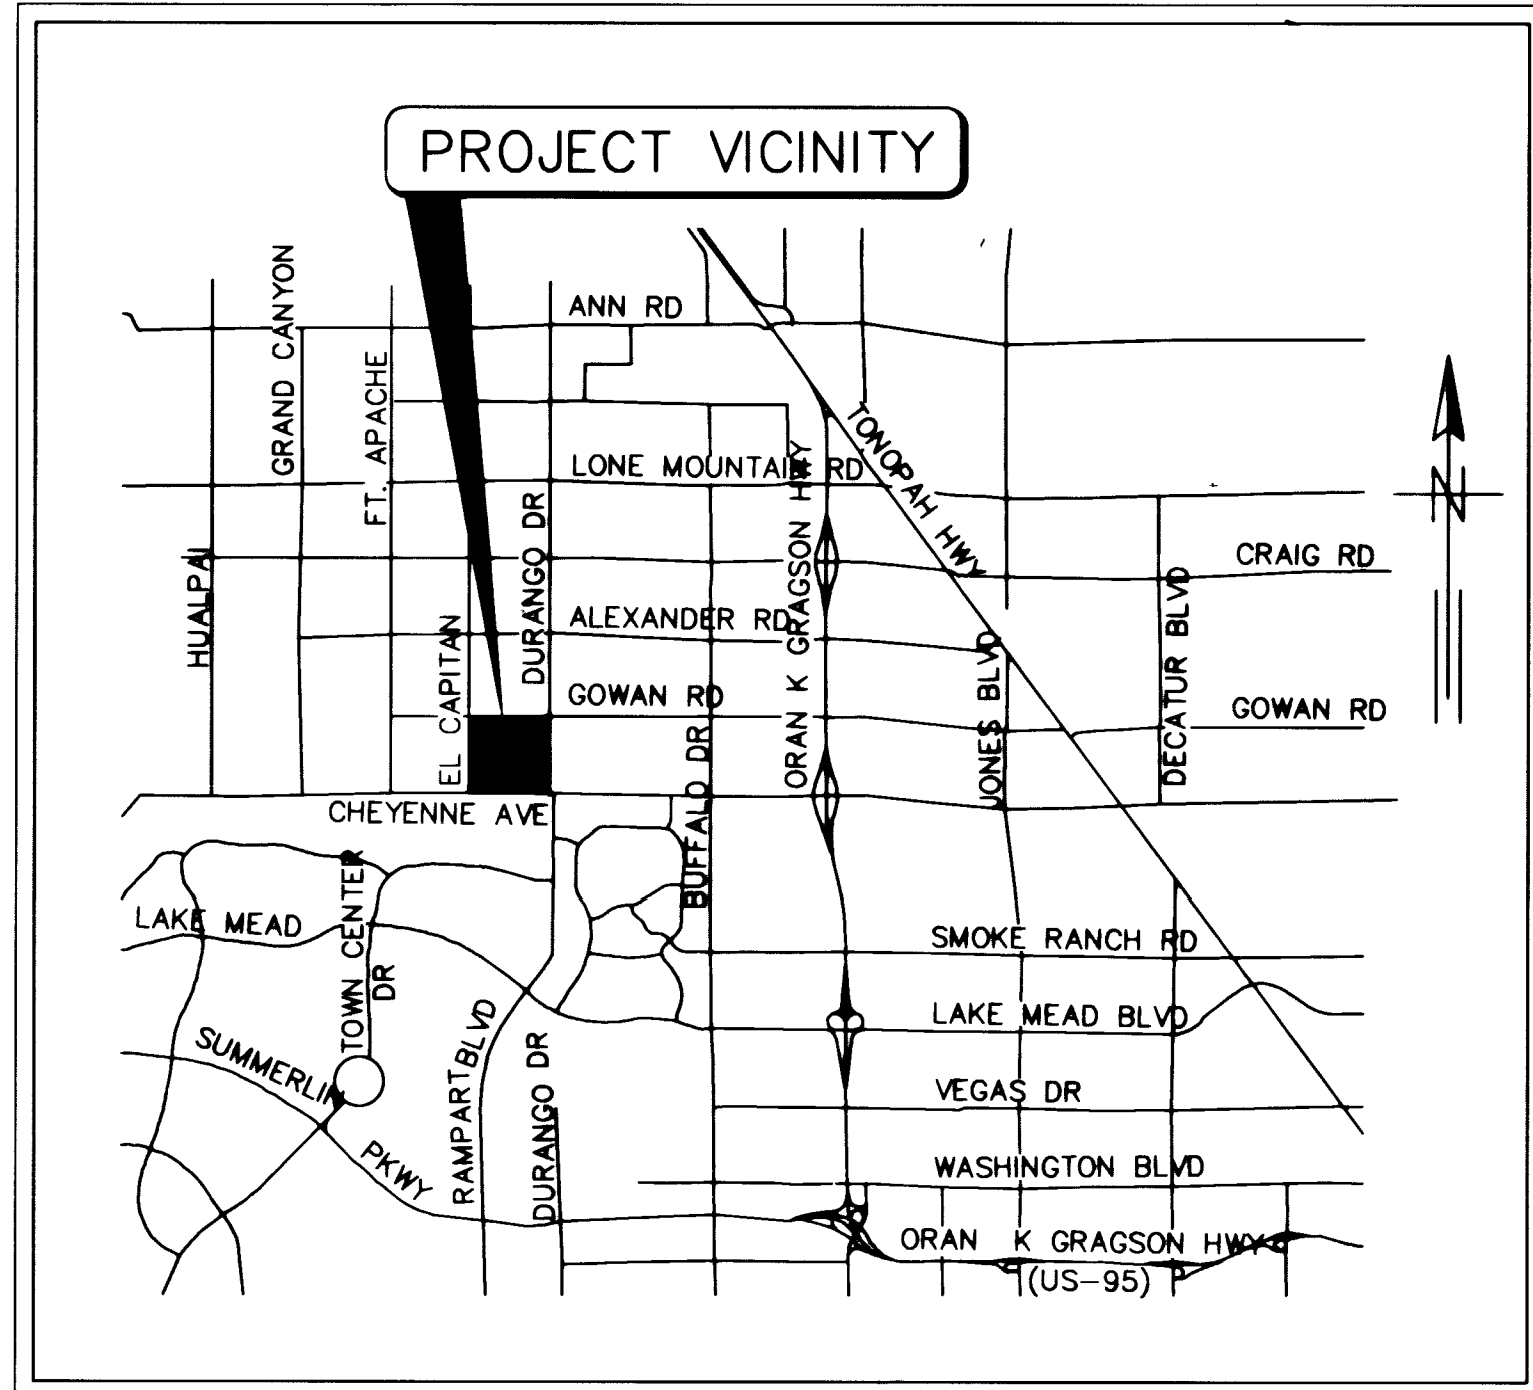 PROJECT VICINITY
ANN RD
GRAND CANYON
FT. APACHE
TONOPAH HWY
LONE MOUNTAIN RD
N
DURANGO DR
ORAN K GRAGSON HWY
CRAIG RD
HUALPAI
ALEXANDER RD
EL CAPITAN
JONES BLVD
DECATUR BLVD
GOWAN RD
GOWAN RD
BUFFALO DR
CHEYENNE AVE
TOWN CENTER
DR
LAKE MEAD
SMOKE RANCH RD
LAKE MEAD BLVD
SUMMERLIN
PKWY
RAMPART BLVD
DURANGO DR
VEGAS DR
WASHINGTON BLVD
ORAN K GRAGSON HWY
(US-95)